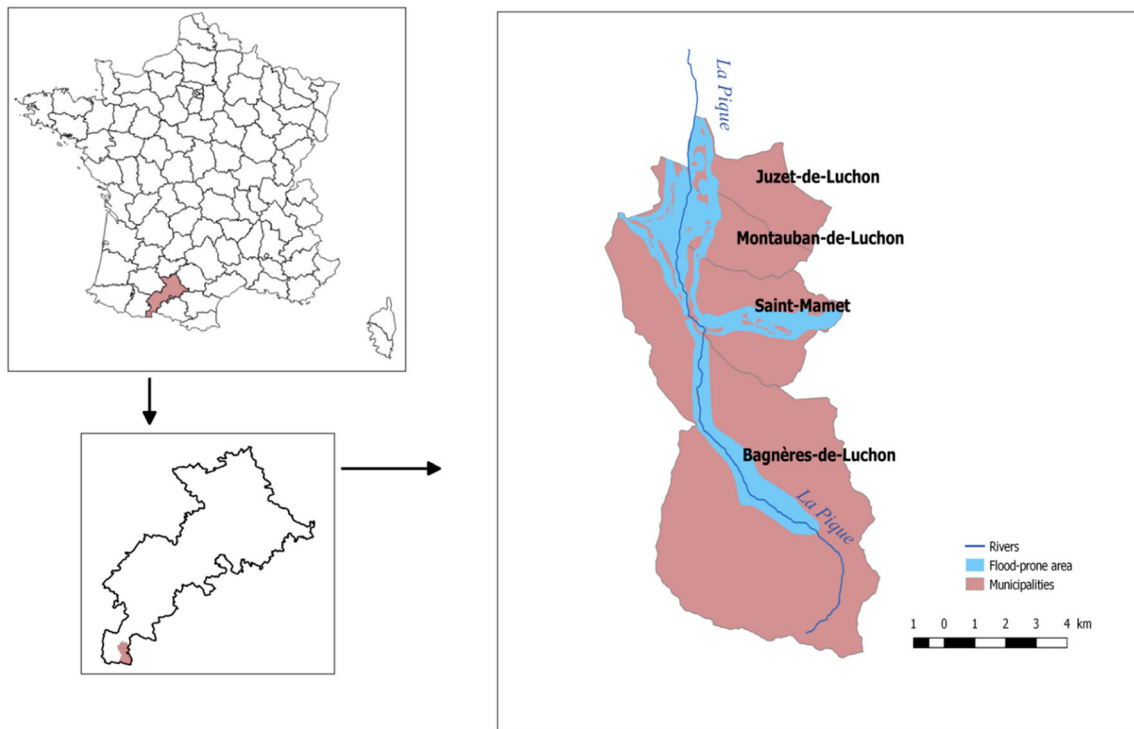 La Pique
Juzet-de-Luchon
Montauban-de-Luchon
Saint-Mamet
Bagnères-de-Luchon
La Pique
Rivers
Flood-prone area
Municipalities
1 0 1 2 3 4 km